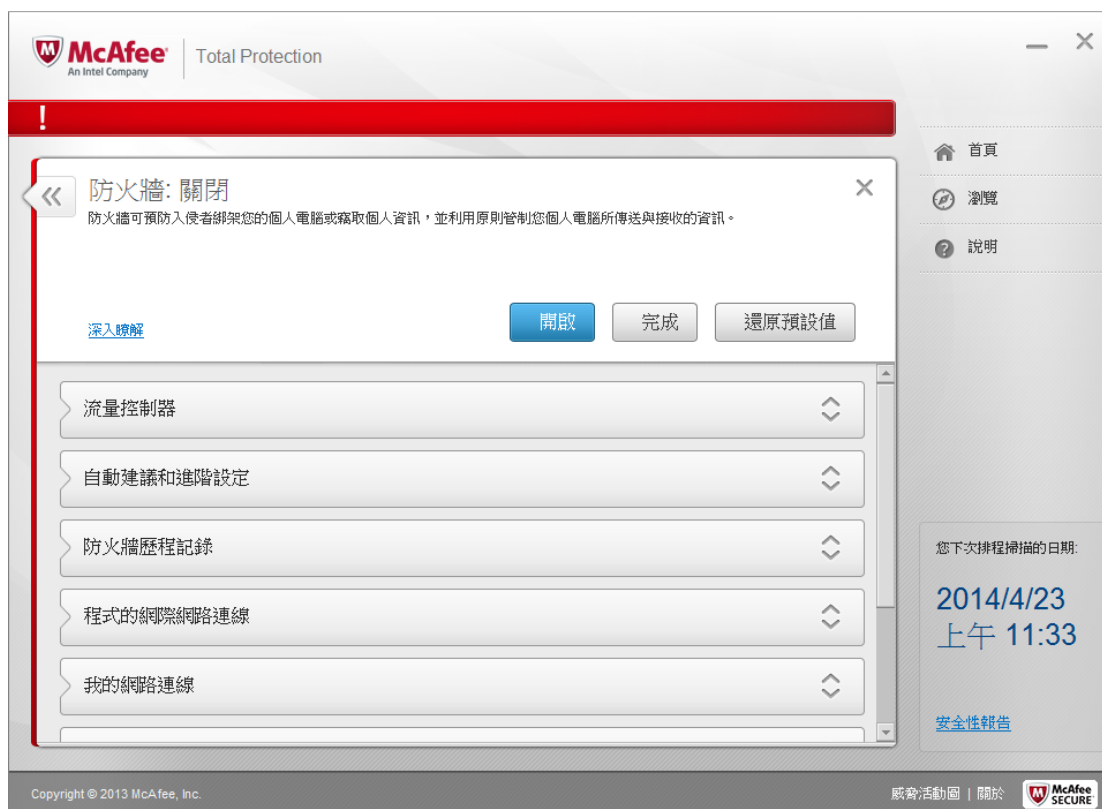 McAfee
An Intel Company
Total Protection
!
首頁
瀏覽
說明
防火牆: 關閉
防火牆可預防入侵者綁架您的個人電腦或竊取個人資訊，並利用原則管制您個人電腦所傳送與接收的資訊。
深入瞭解
開啟
完成
還原預設值
流量控制器
自動建議和進階設定
防火牆歷程記錄
程式的網際網路連線
我的網路連線
您下次排程掃描的日期:
2014/4/23
上午 11:33
安全性報告
Copyright © 2013 McAfee, Inc.
威脅活動圖 | 關於
McAfee
SECURE